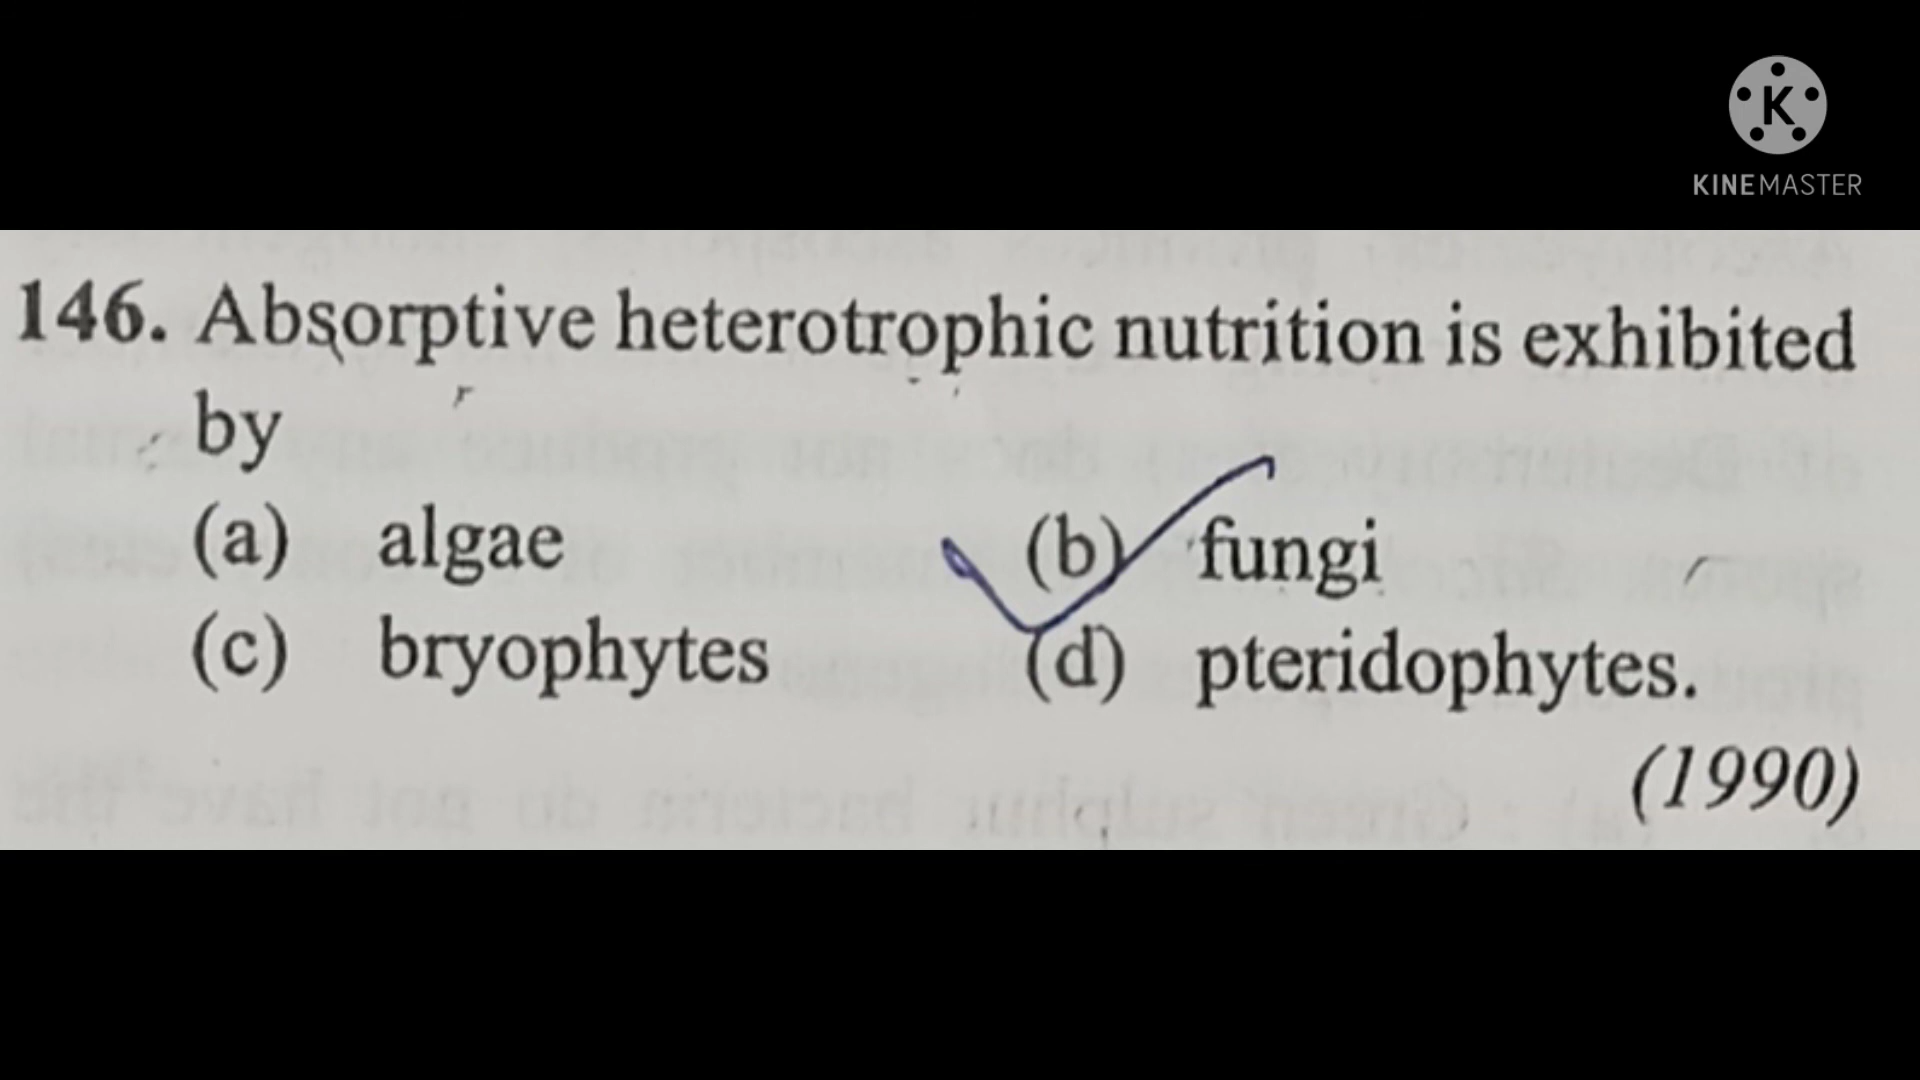 K
KINEMASTER
146. Absorptive heterotrophic nutrition is exhibited
by
(a) algae (b) fungi
(c) bryophytes (d) pteridophytes.
(1990)